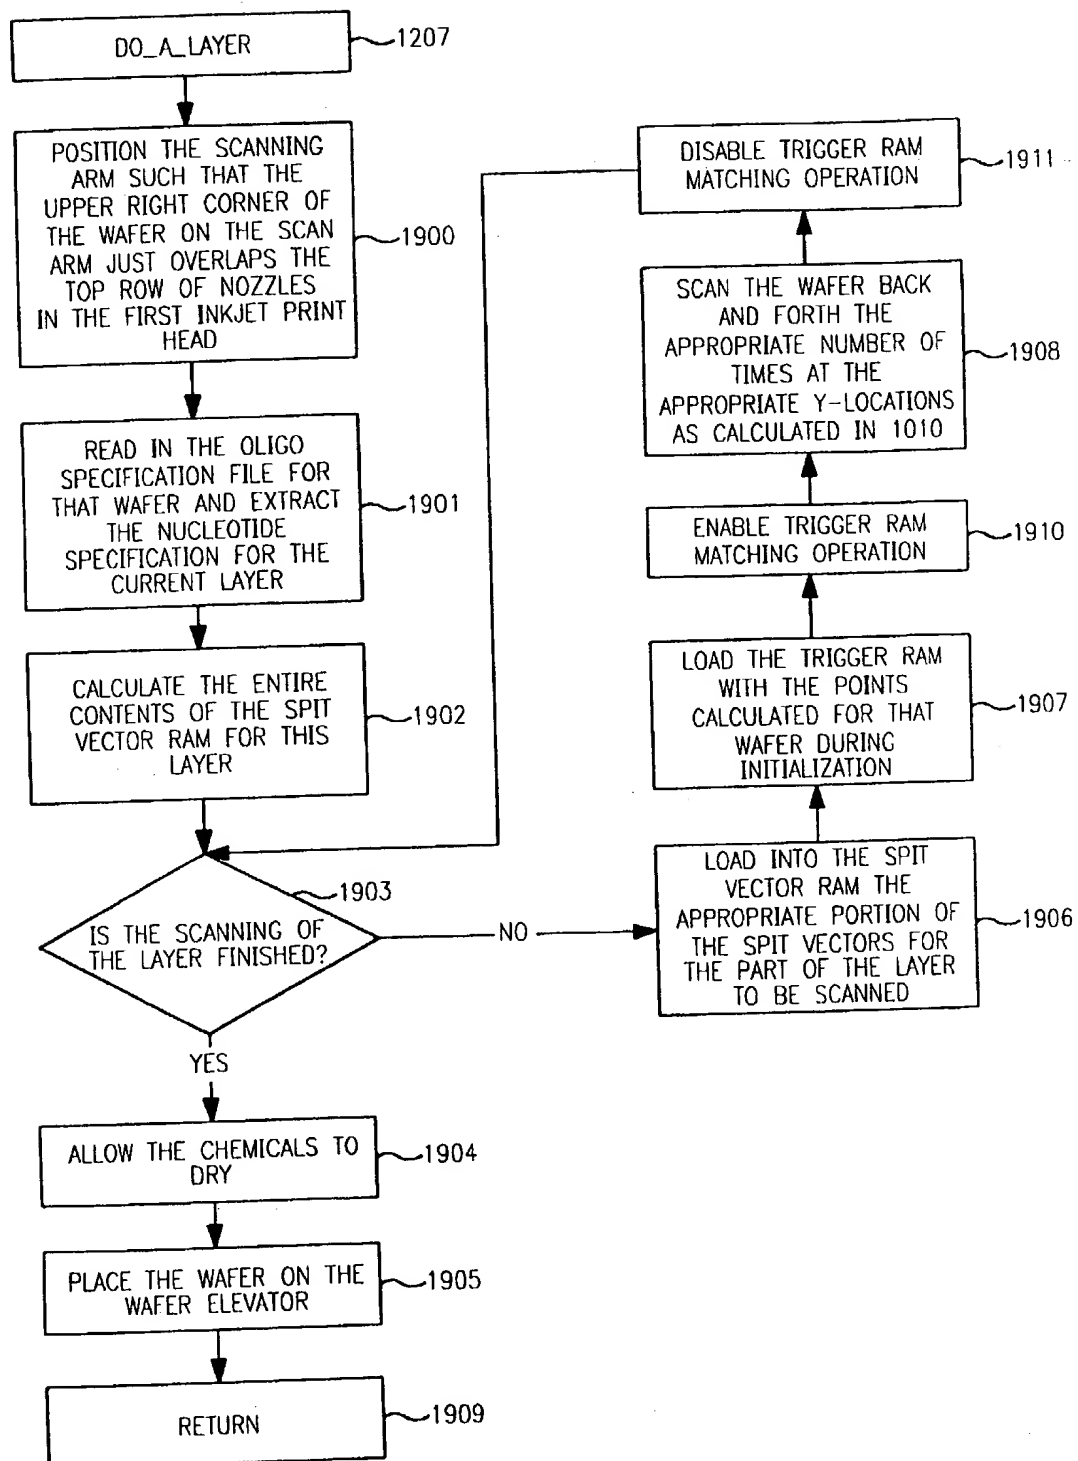 DO_A_LAYER
1207
POSITION THE SCANNING
ARM SUCH THAT THE
UPPER RIGHT CORNER OF
THE WAFER ON THE SCAN
ARM JUST OVERLAPS THE
TOP ROW OF NOZZLES
IN THE FIRST INKJET PRINT
HEAD
1900
READ IN THE OLIGO
SPECIFICATION FILE FOR
THAT WAFER AND EXTRACT
THE NUCLEOTIDE
SPECIFICATION FOR THE
CURRENT LAYER
1901
CALCULATE THE ENTIRE
CONTENTS OF THE SPIT
VECTOR RAM FOR THIS
LAYER
1902
IS THE SCANNING OF
THE LAYER FINISHED?
1903
NO
YES
ALLOW THE CHEMICALS TO
DRY
1904
PLACE THE WAFER ON THE
WAFER ELEVATOR
1905
RETURN
1909
DISABLE TRIGGER RAM
MATCHING OPERATION
1911
SCAN THE WAFER BACK
AND FORTH THE
APPROPRIATE NUMBER OF
TIMES AT THE
APPROPRIATE Y-LOCATIONS
AS CALCULATED IN 1010
1908
ENABLE TRIGGER RAM
MATCHING OPERATION
1910
LOAD THE TRIGGER RAM
WITH THE POINTS
CALCULATED FOR THAT
WAFER DURING
INITIALIZATION
1907
LOAD INTO THE SPIT
VECTOR RAM THE
APPROPRIATE PORTION OF
THE SPIT VECTORS FOR
THE PART OF THE LAYER
TO BE SCANNED
1906